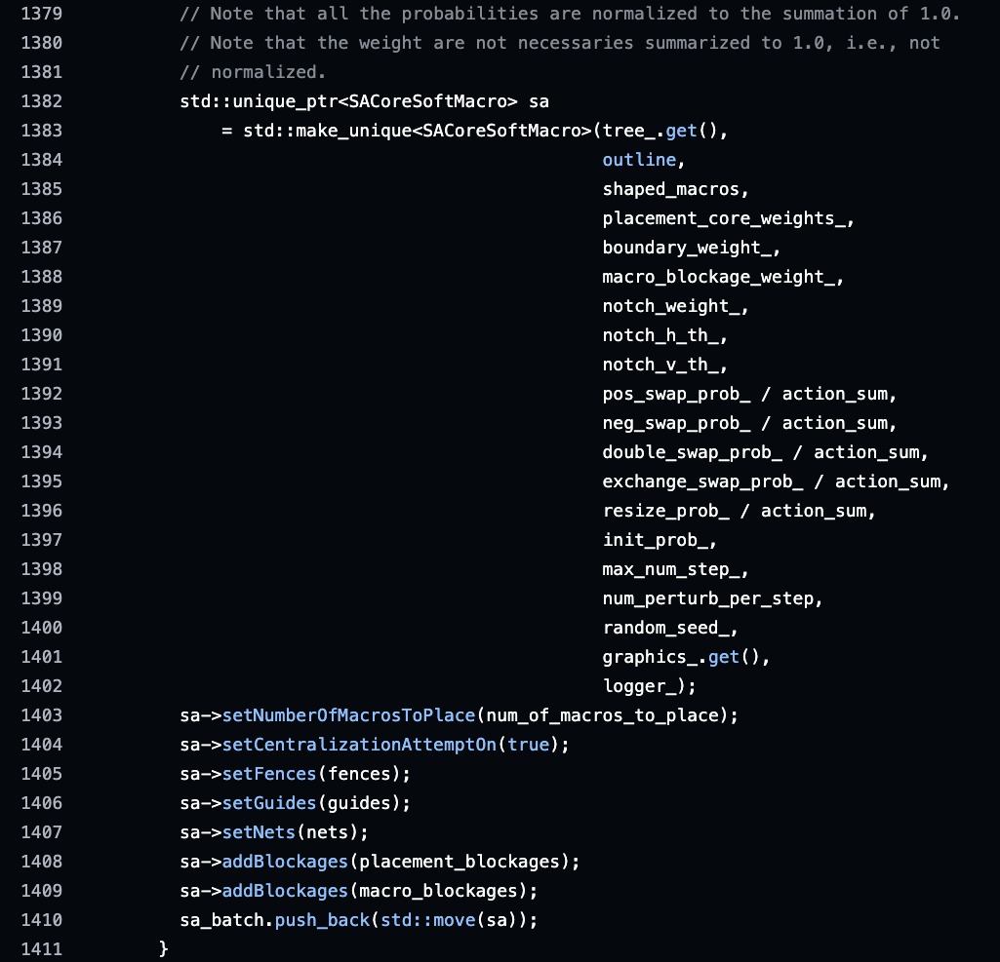 1379 // Note that all the probabilities are normalized to the summation of 1.0.
1380 // Note that the weight are not necessaries summarized to 1.0, i.e., not
1381 // normalized.
1382 std::unique_ptr<SACoreSoftMacro> sa
1383 = std::make_unique<SACoreSoftMacro>(tree_.get(),
1384 outline,
1385 shaped_macros,
1386 placement_core_weights_,
1387 boundary_weight_,
1388 macro_blockage_weight_,
1389 notch_weight_,
1390 notch_h_th_,
1391 notch_v_th_,
1392 pos_swap_prob_ / action_sum,
1393 neg_swap_prob_ / action_sum,
1394 double_swap_prob_ / action_sum,
1395 exchange_swap_prob_ / action_sum,
1396 resize_prob_ / action_sum,
1397 init_prob_,
1398 max_num_step_,
1399 num_perturb_per_step,
1400 random_seed_,
1401 graphics_.get(),
1402 logger_);
1403 sa->setNumberOfMacrosToPlace(num_of_macros_to_place);
1404 sa->setCentralizationAttemptOn(true);
1405 sa->setFences(fences);
1406 sa->setGuides(guides);
1407 sa->setNets(nets);
1408 sa->addBlockages(placement_blockages);
1409 sa->addBlockages(macro_blockages);
1410 sa_batch.push_back(std::move(sa));
1411 }